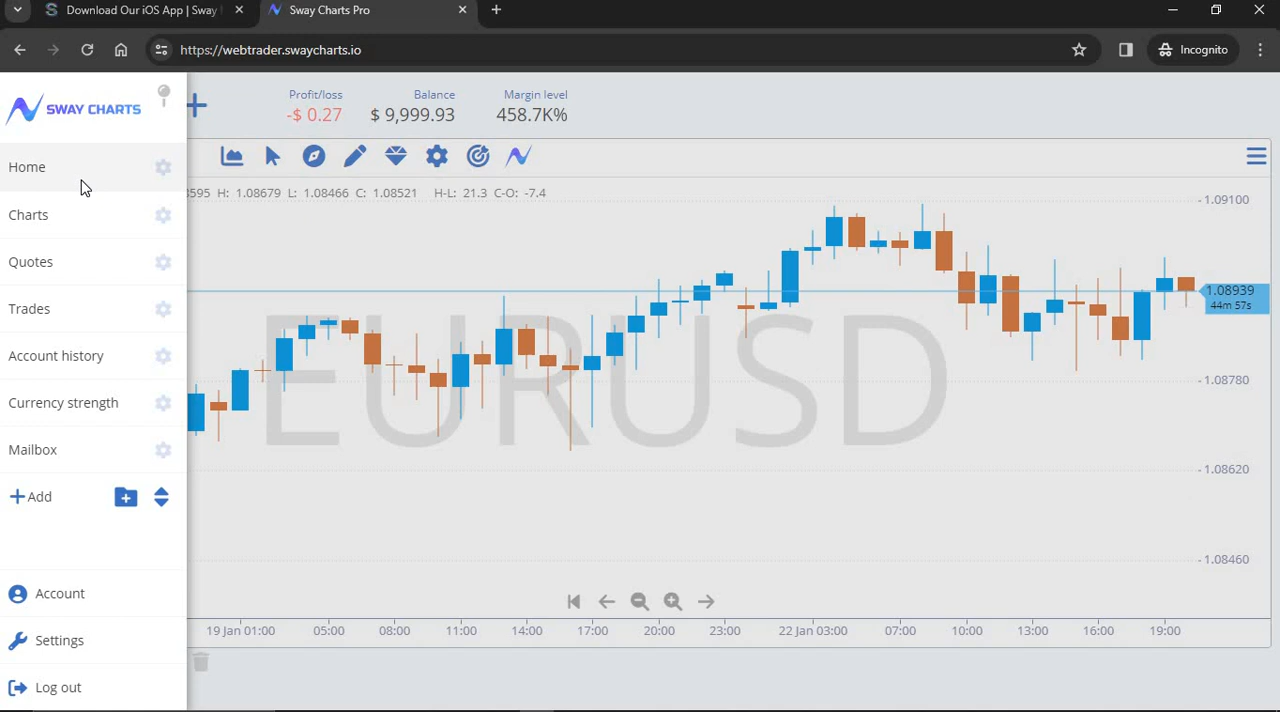 Download Our iOS App | Sway
Sway Charts Pro
https://webtrader.swaycharts.io
Incognito
SWAY CHARTS
Profit/loss
-$ 0.27
Balance
$ 9,999.93
Margin level
458.7K%
Home
Charts
Quotes
Trades
Account history
Currency strength
Mailbox
Add
Account
Settings
Log out
3595 H: 1.08679 L: 1.08466 C: 1.08521 H-L: 21.3 C-O: -7.4
EURUSD
1.09100
1.08939
44m 57s
1.08780
1.08620
1.08460
19 Jan 01:00 05:00 08:00 11:00 14:00 17:00 20:00 23:00 22 Jan 03:00 07:00 10:00 13:00 16:00 19:00